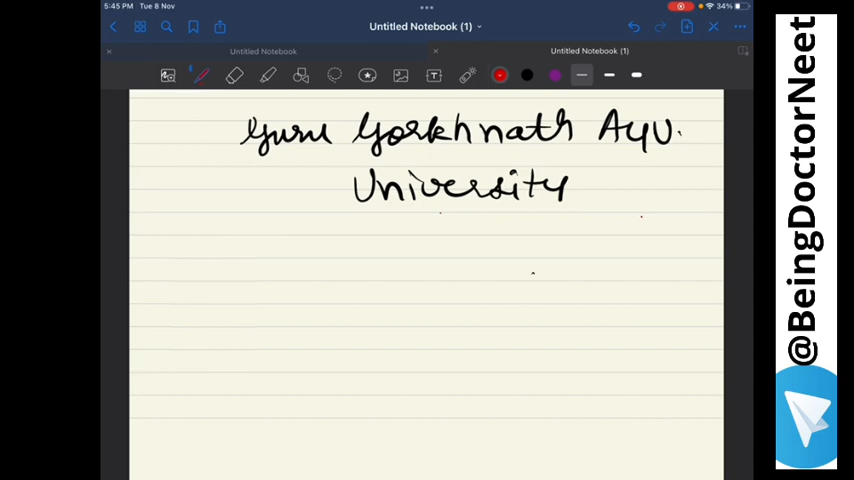 5:45 PM Tue 8 Nov
34%
Untitled Notebook (1)
Untitled Notebook
Untitled Notebook (1)
Guru Gorkhnath Ayu.
University
@BeingDoctorNeet